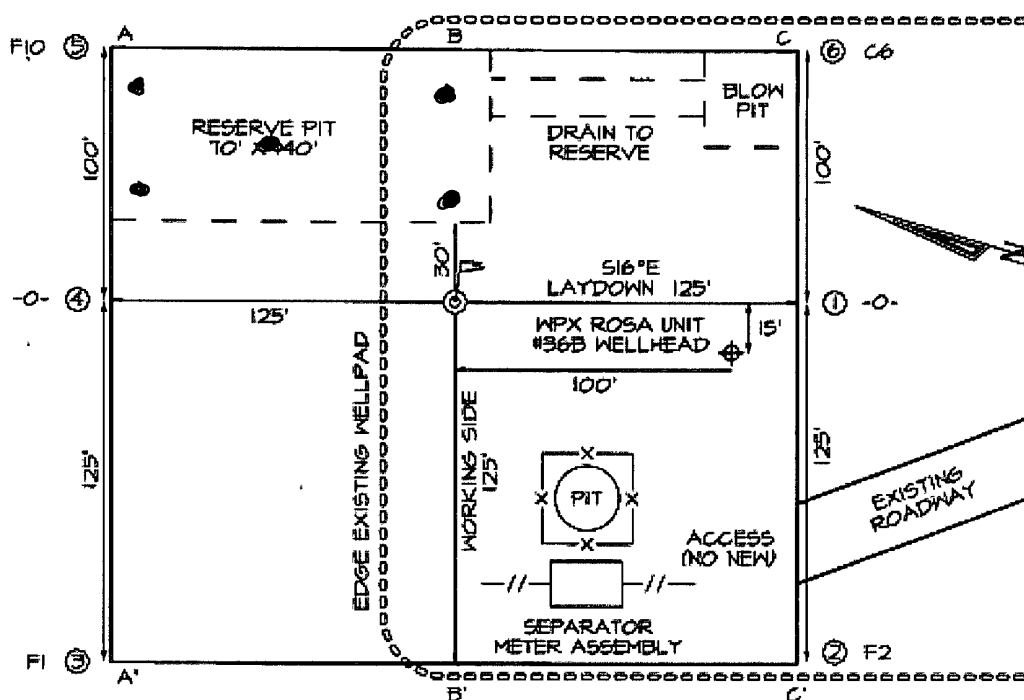 A B C
F10 5 6 C6
BLOW
PIT
RESERVE PIT
DRAIN TO
RESERVE
100' 100'
30'
S16°E
LAYDOWN 125'
-0- 4 1 -0-
125'
WPX ROSA UNIT
#36B WELLHEAD
15'
100'
EDGE EXISTING WELLPAD
WORKING SIDE
125'
125'
125'
PIT
EXISTING
ROADWAY
ACCESS
(NO NEW)
SEPARATOR
METER ASSEMBLY
F1 3 2 F2
A' B' C'